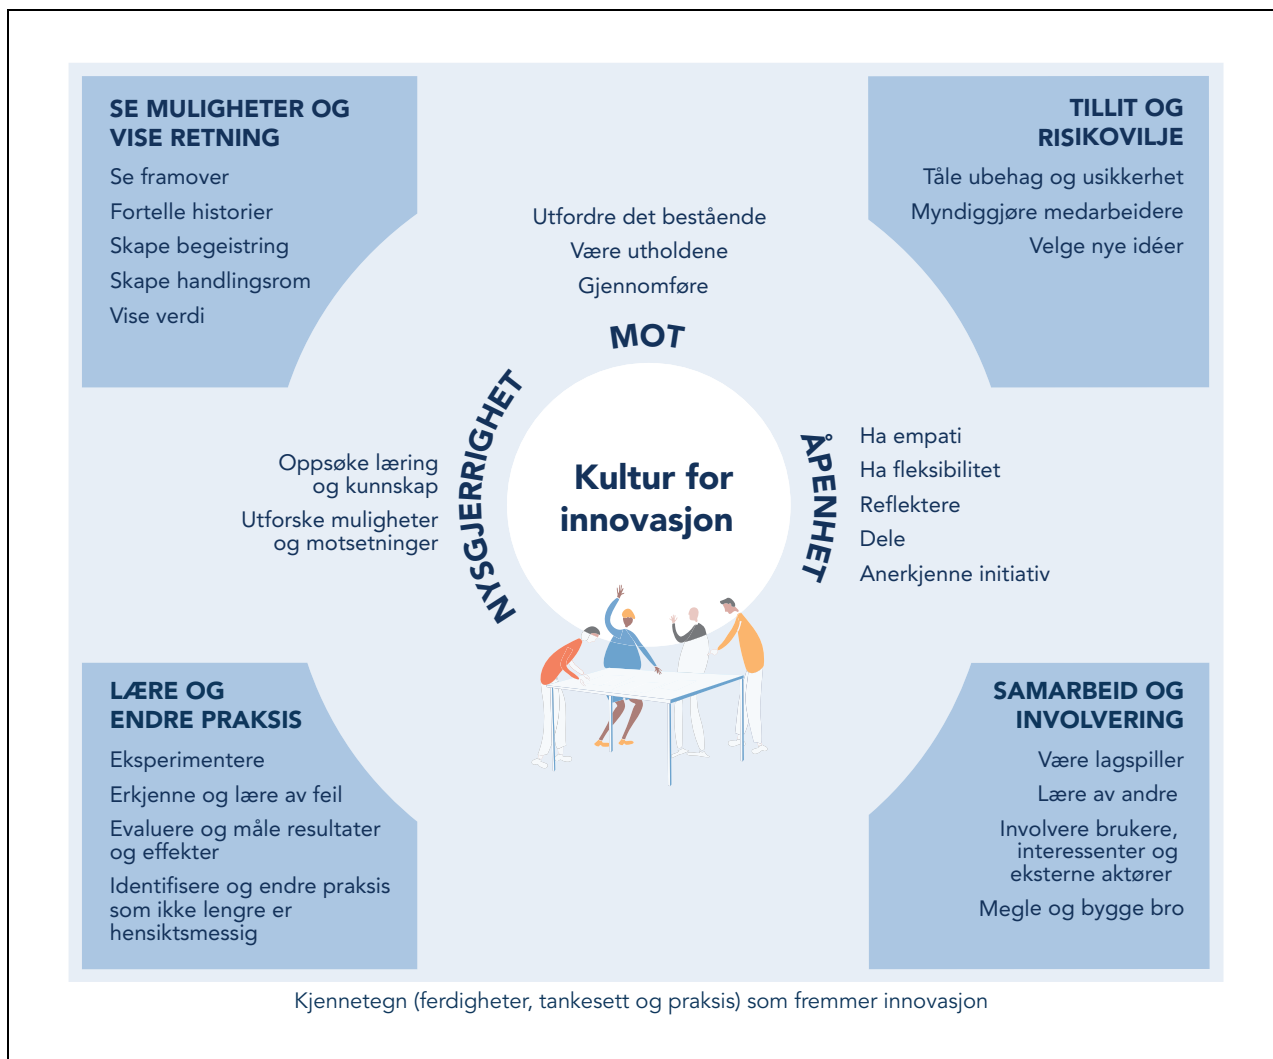 SE MULIGHETER OG
VISE RETNING
Se framover
Fortelle historier
Skape begeistring
Skape handlingsrom
Vise verdi
TILLIT OG
RISIKOVILJE
Tåle ubehag og usikkerhet
Myndiggjøre medarbeidere
Velge nye idéer
Utfordre det bestående
Være utholdene
Gjennomføre
MOT
NYSGJERRIGHET
Oppsøke læring
og kunnskap
Utforske muligheter
og motsetninger
Kultur for
innovasjon
ÅPENHET
Ha empati
Ha fleksibilitet
Reflektere
Dele
Anerkjenne initiativ
LÆRE OG
ENDRE PRAKSIS
Eksperimentere
Erkjenne og lære av feil
Evaluere og måle resultater
og effekter
Identifisere og endre praksis
som ikke lengre er
hensiktsmessig
SAMARBEID OG
INVOLVERING
Være lagspiller
Lære av andre
Involvere brukere,
interessenter og
eksterne aktører
Megle og bygge bro
Kjennetegn (ferdigheter, tankesett og praksis) som fremmer innovasjon